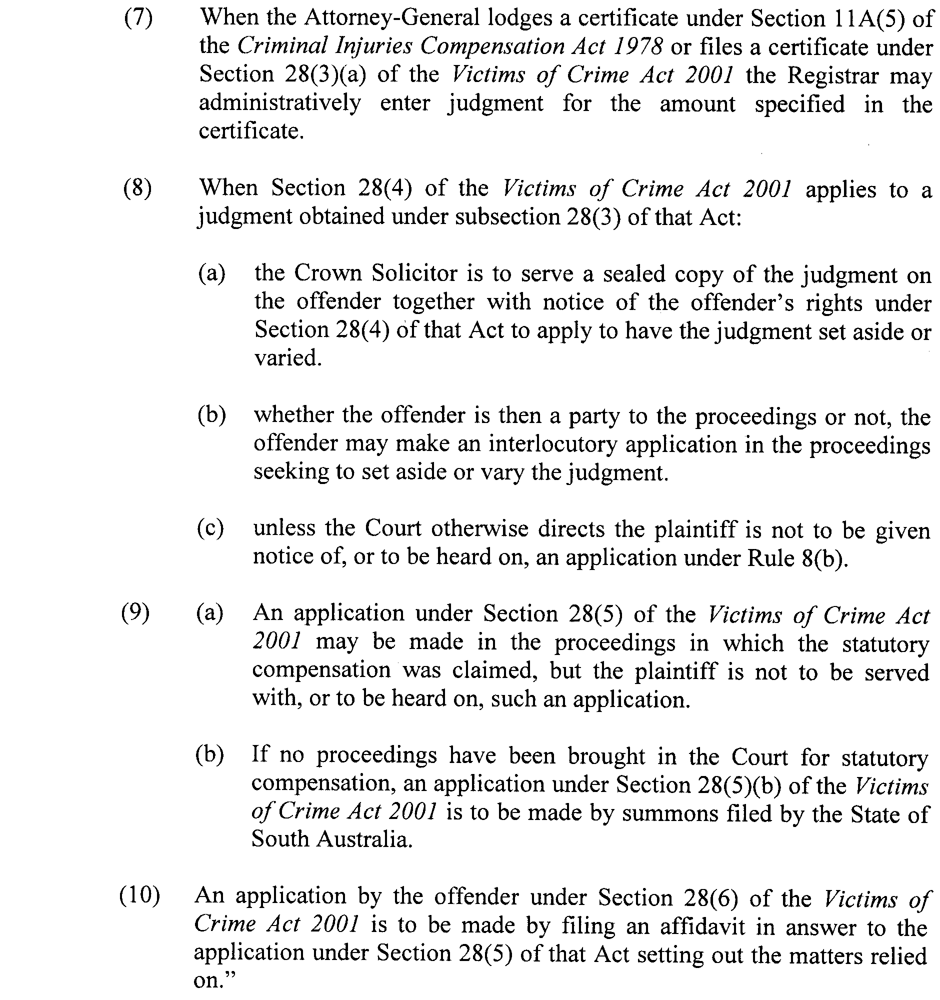 (7) When the Attorney-General lodges a certificate under Section 11A(5) of
the Criminal Injuries Compensation Act 1978 or files a certificate under
Section 28(3)(a) of the Victims of Crime Act 2001 the Registrar may
administratively enter judgment for the amount specified in the
certificate.
(8) When Section 28(4) of the Victims of Crime Act 2001 applies to a
judgment obtained under subsection 28(3) of that Act:
(a) the Crown Solicitor is to serve a sealed copy of the judgment on
the offender together with notice of the offender’s rights under
Section 28(4) of that Act to apply to have the judgment set aside or
varied.
(b) whether the offender is then a party to the proceedings or not, the
offender may make an interlocutory application in the proceedings
seeking to set aside or vary the judgment.
(c) unless the Court otherwise directs the plaintiff is not to be given
notice of, or to be heard on, an application under Rule 8(b).
(9) (a) An application under Section 28(5) of the Victims of Crime Act
2001 may be made in the proceedings in which the statutory
compensation was claimed, but the plaintiff is not to be served
with, or to be heard on, such an application.
(b) If no proceedings have been brought in the Court for statutory
compensation, an application under Section 28(5)(b) of the Victims
of Crime Act 2001 is to be made by summons filed by the State of
South Australia.
(10) An application by the offender under Section 28(6) of the Victims of
Crime Act 2001 is to be made by filing an affidavit in answer to the
application under Section 28(5) of that Act setting out the matters relied
on.”